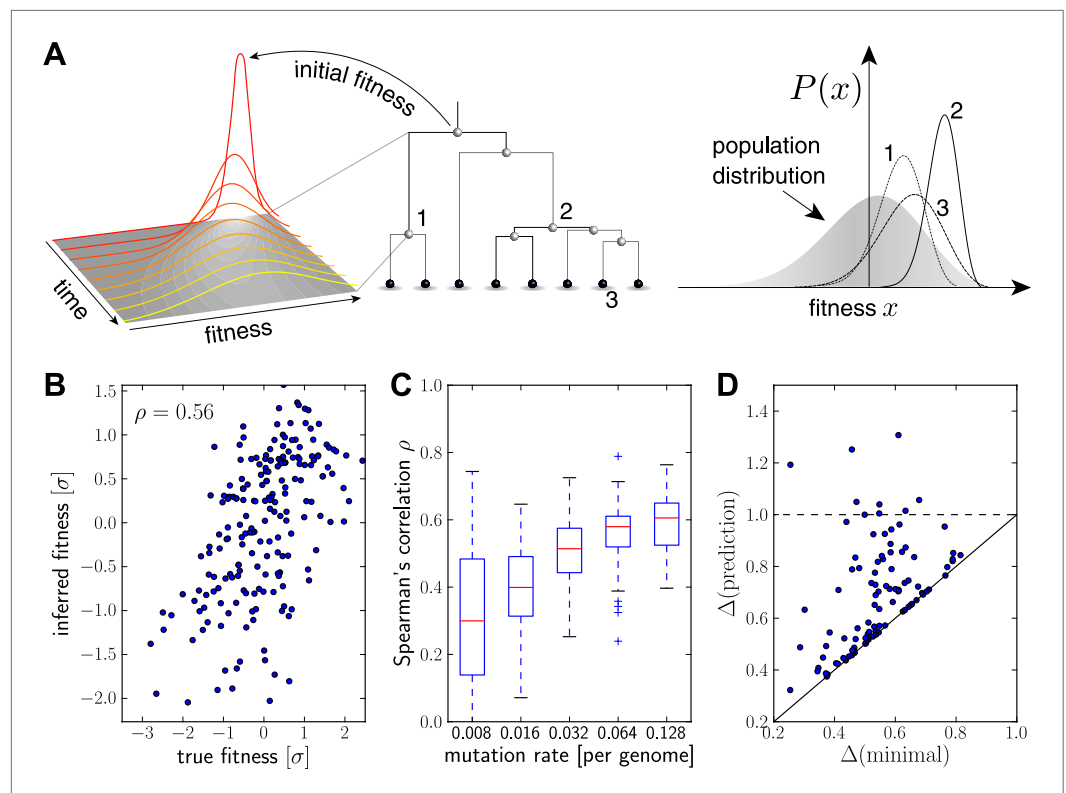 A
initial fitness
time
fitness
1
2
3
P(x)
population
distribution
1
2
3
fitness x
B
ρ = 0.56
inferred fitness [σ]
1.5
1.0
0.5
0.0
−0.5
−1.0
−1.5
−2.0
−3 −2 −1 0 1 2
true fitness [σ]
C
Spearman's correlation ρ
1.0
0.8
0.6
0.4
0.2
0.0
0.008 0.016 0.032 0.064 0.128
mutation rate [per genome]
D
Δ(prediction)
1.4
1.2
1.0
0.8
0.6
0.4
0.2
0.2 0.4 0.6 0.8 1.0
Δ(minimal)